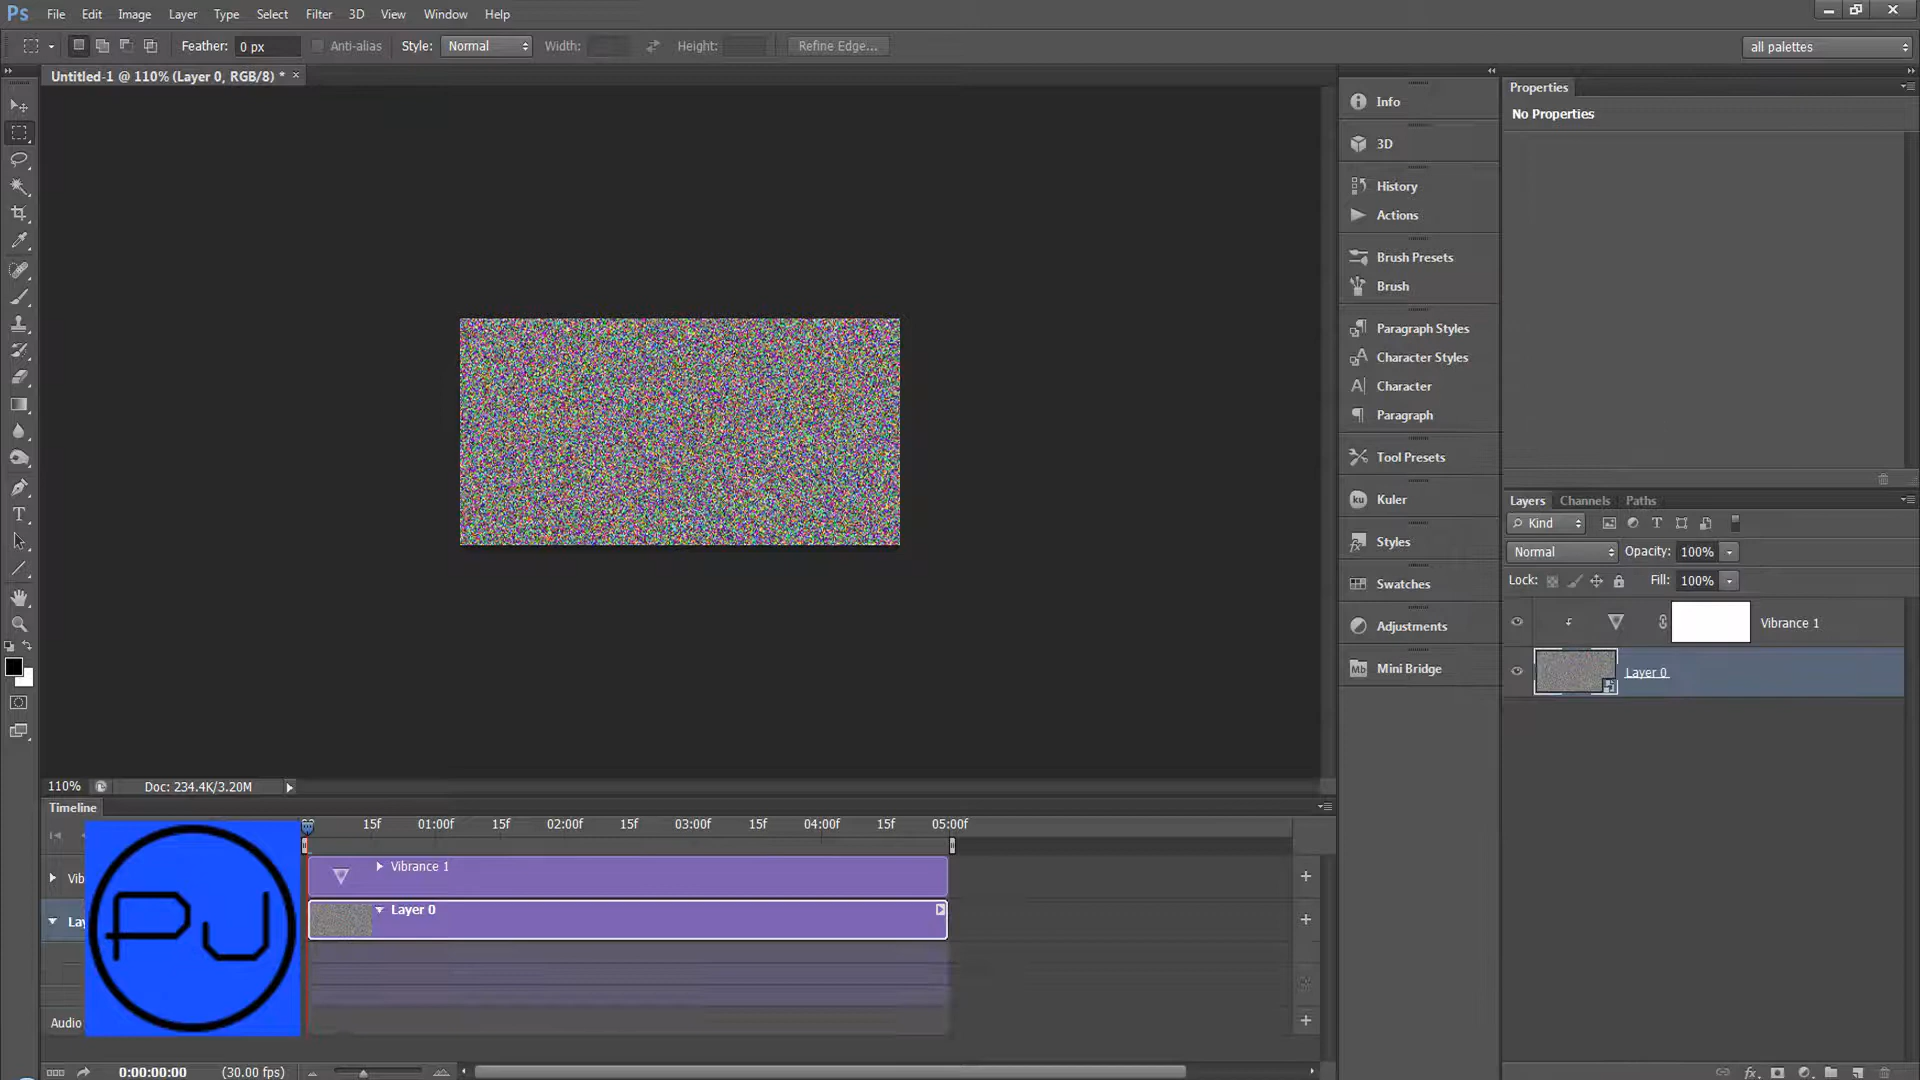 Ps File Edit Image Layer Type Select Filter 3D View Window Help
Feather: 0 px Anti-alias Style: Normal Width: Height: Refine Edge... all palettes
Untitled-1 @ 110% (Layer 0, RGB/8) * ×
Info
3D
History
Actions
Brush Presets
Brush
Paragraph Styles
Character Styles
Character
Paragraph
Tool Presets
ku Kuler
Styles
Swatches
Adjustments
Mb Mini Bridge
Properties
No Properties
Layers Channels Paths
Kind
Normal Opacity: 100%
Lock: Fill: 100%
Vibrance 1
Layer 0
110% Doc: 234.4K/3.20M
Timeline
00 15f 01:00f 15f 02:00f 15f 03:00f 15f 04:00f 15f 05:00f
Vib Vibrance 1
Lay Layer 0
PJ
Audio
0:00:00:00 (30.00 fps)